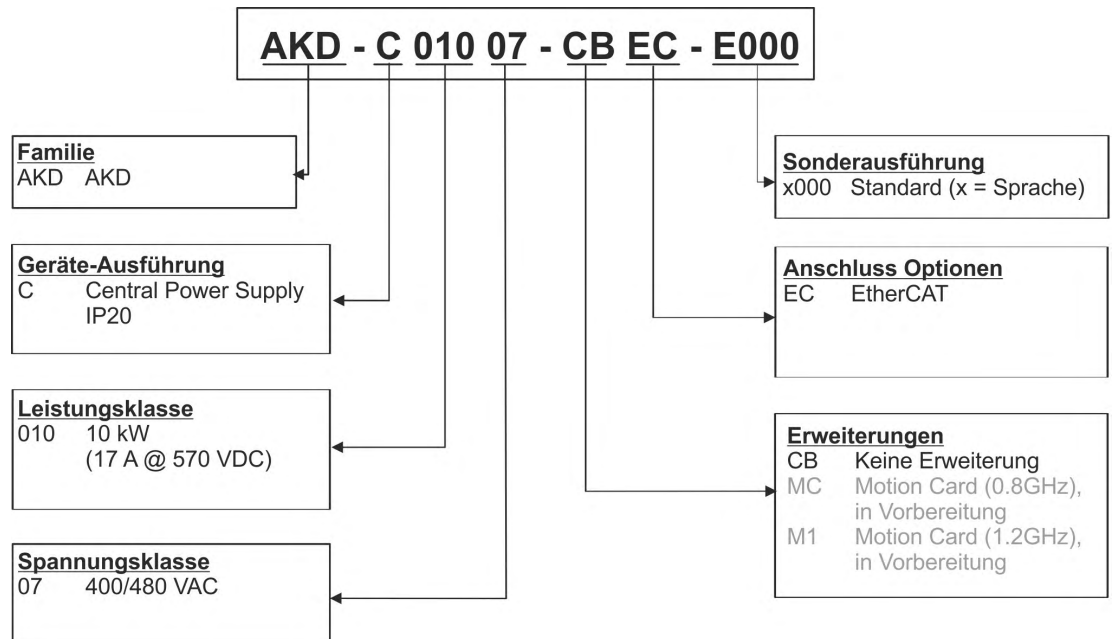 AKD - C 010 07 - CB EC - E000
Familie
AKD AKD
Geräte-Ausführung
C Central Power Supply
IP20
Leistungsklasse
010 10 kW
(17 A @ 570 VDC)
Spannungsklasse
07 400/480 VAC
Sonderausführung
x000 Standard (x = Sprache)
Anschluss Optionen
EC EtherCAT
Erweiterungen
CB Keine Erweiterung
MC Motion Card (0.8GHz),
in Vorbereitung
M1 Motion Card (1.2GHz),
in Vorbereitung